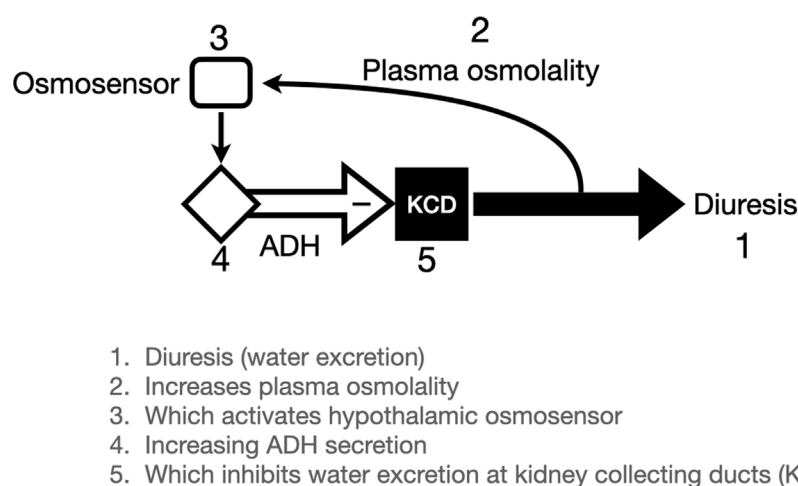 3
2
Osmosensor
Plasma osmolality
–
KCD
Diuresis
4
ADH
5
1
1. Diuresis (water excretion)
2. Increases plasma osmolality
3. Which activates hypothalamic osmosensor
4. Increasing ADH secretion
5. Which inhibits water excretion at kidney collecting ducts (K